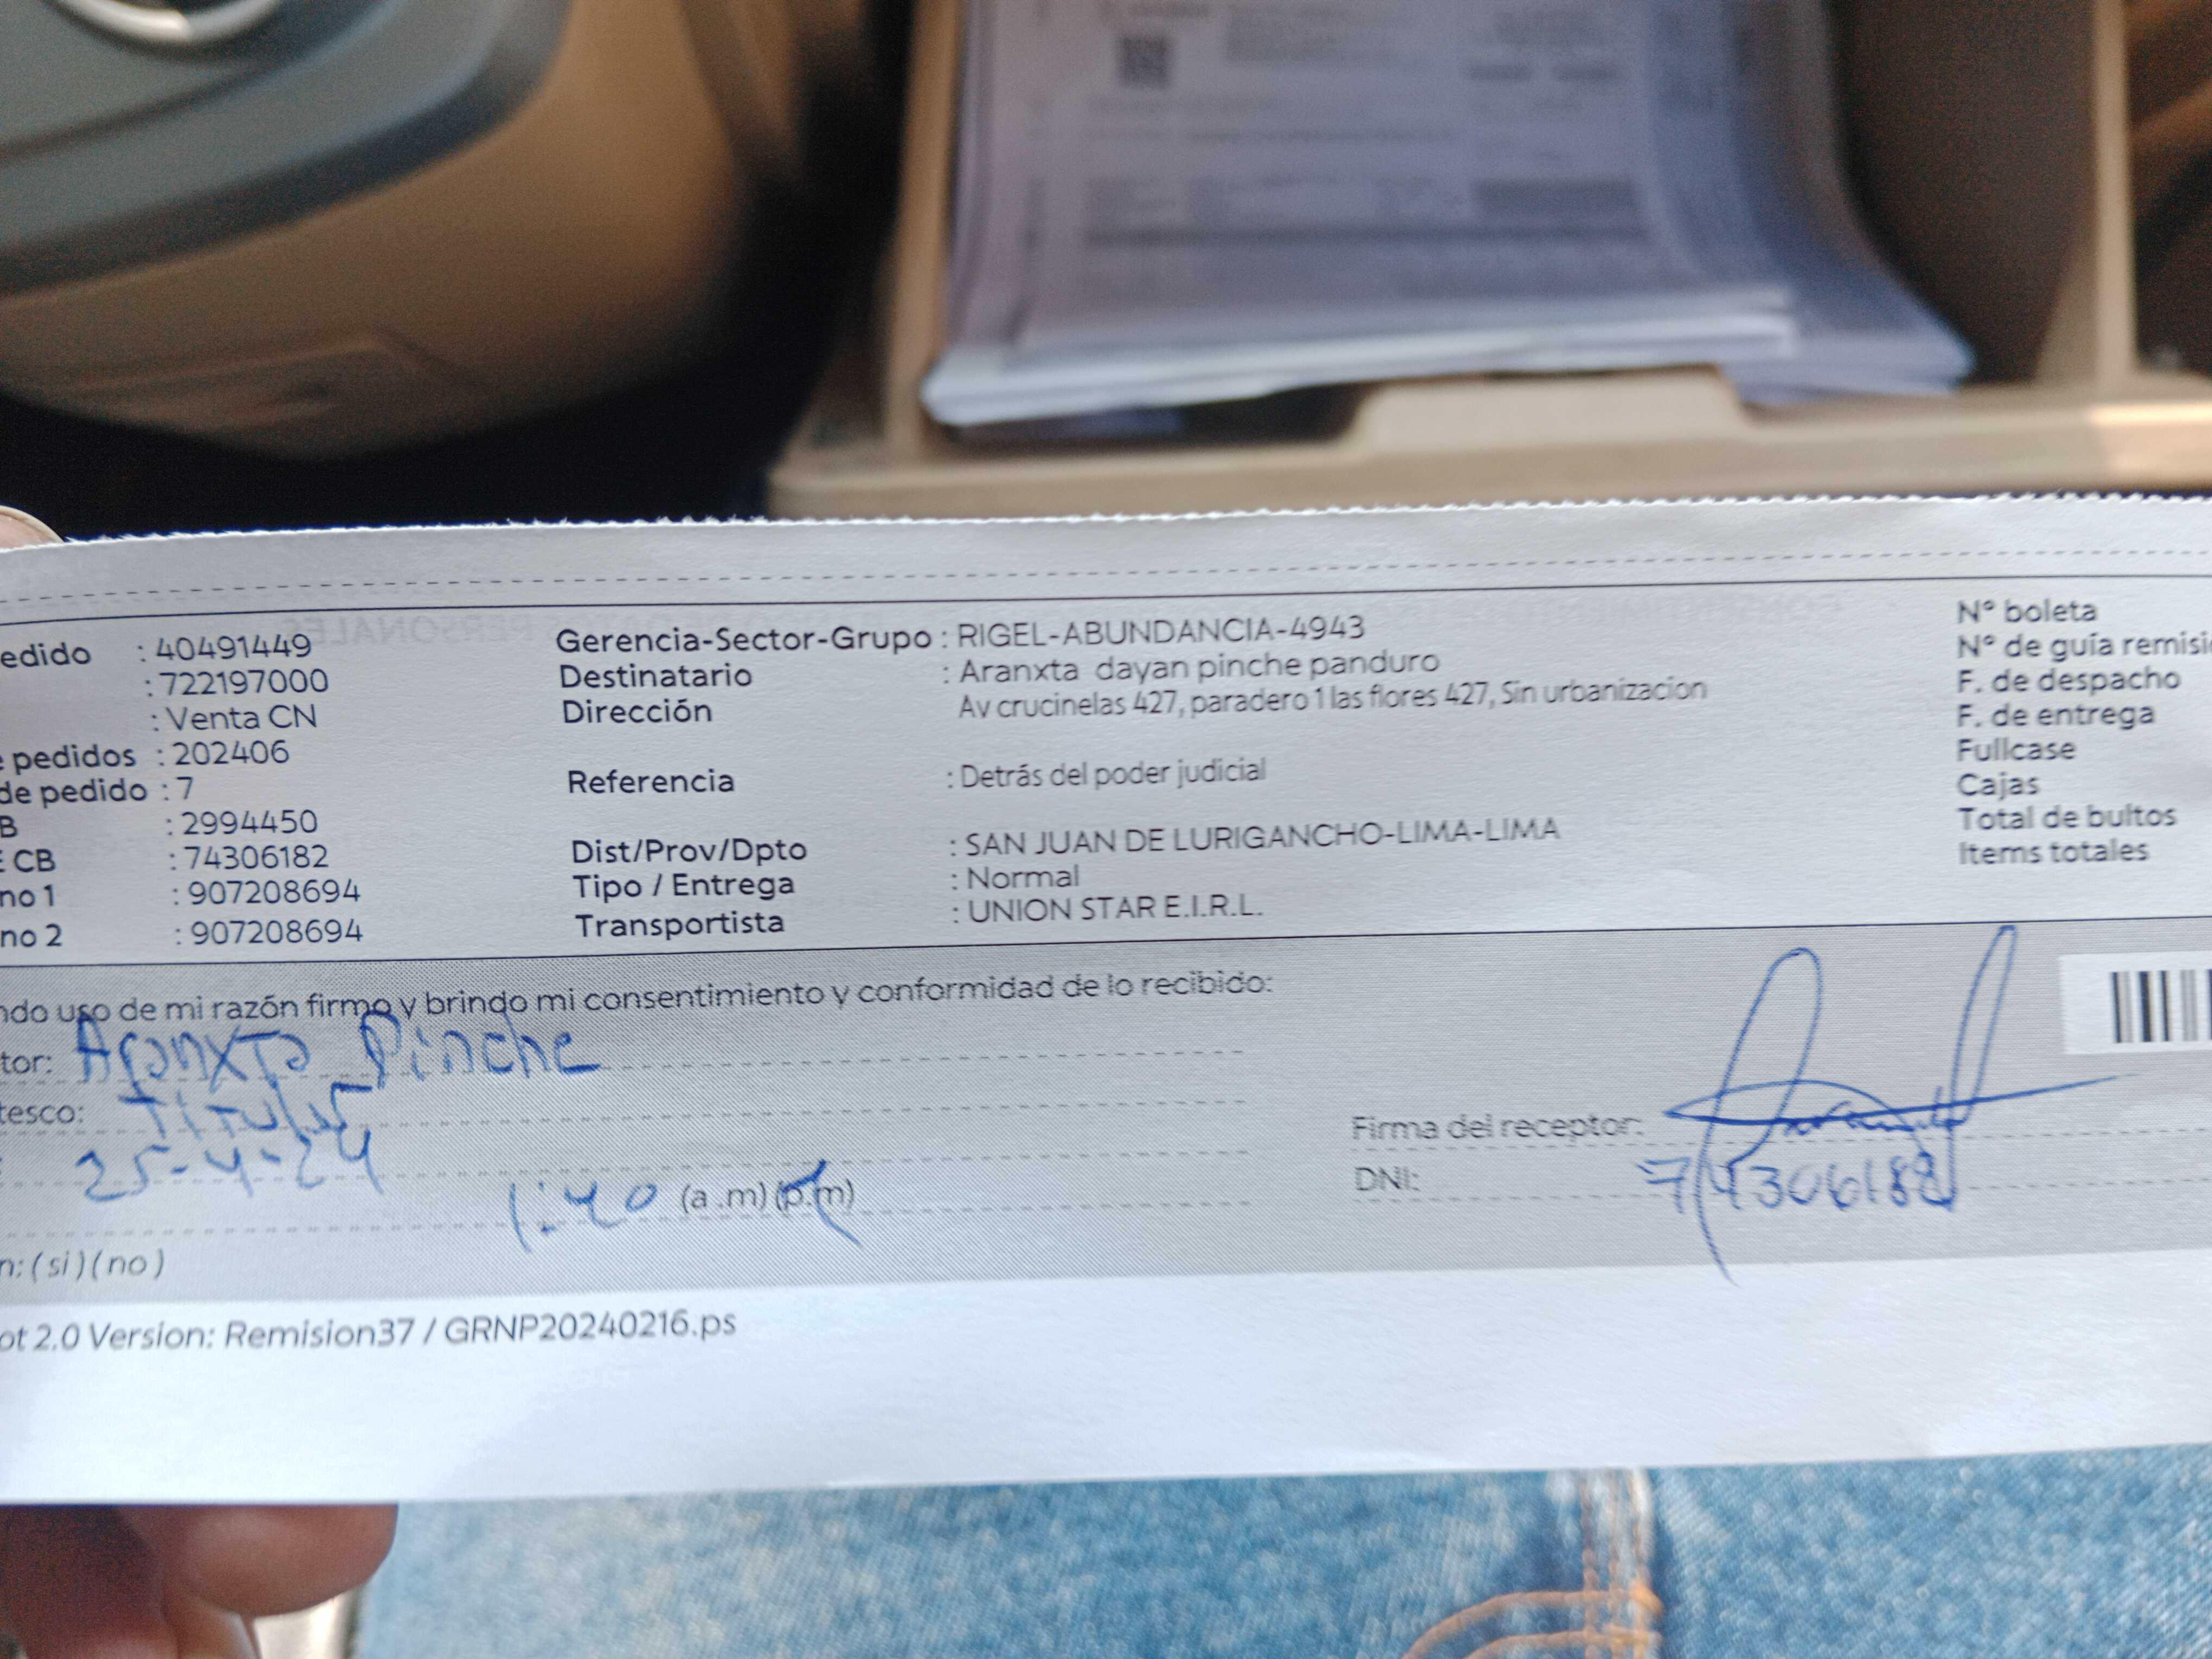 edido : 40491449
: 722197000
: Venta CN
e pedidos : 202406
de pedido : 7
B : 2994450
E CB : 74306182
no 1 : 907208694
no 2 : 907208694
Gerencia-Sector-Grupo : RIGEL-ABUNDANCIA-4943
Destinatario : Aranxta dayan pinche panduro
Dirección Av crucinelas 427, paradero 1 las flores 427, Sin urbanizacion
Referencia : Detrás del poder judicial
Dist/Prov/Dpto : SAN JUAN DE LURIGANCHO-LIMA-LIMA
Tipo / Entrega : Normal
Transportista : UNION STAR E.I.R.L.
N° boleta
N° de guía remisi
F. de despacho
F. de entrega
Fullcase
Cajas
Total de bultos
Items totales
ndo uso de mi razón firmo y brindo mi consentimiento y conformidad de lo recibido:
tor: Aranxta Pinche
tesco: Titular
: 25-4-24
1:40 (a .m) (p.m)
n: ( si ) ( no )
Firma del receptor:
DNI: 74306182
ot 2.0 Version: Remision37 / GRNP20240216.ps